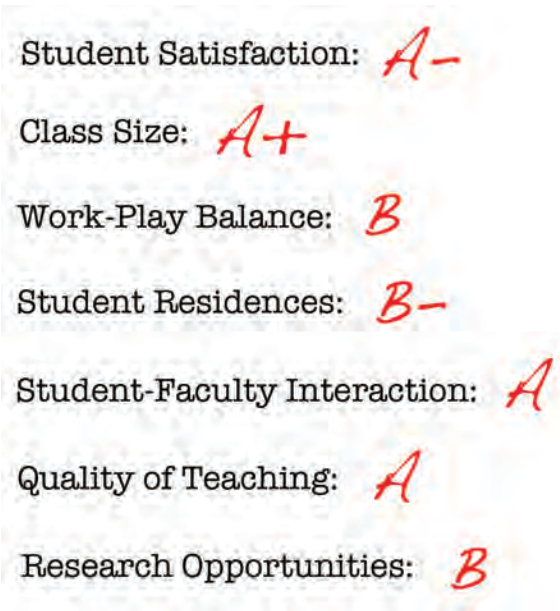 Student Satisfaction: A-
Class Size: A+
Work-Play Balance: B
Student Residences: B-
Student-Faculty Interaction: A
Quality of Teaching: A
Research Opportunities: B